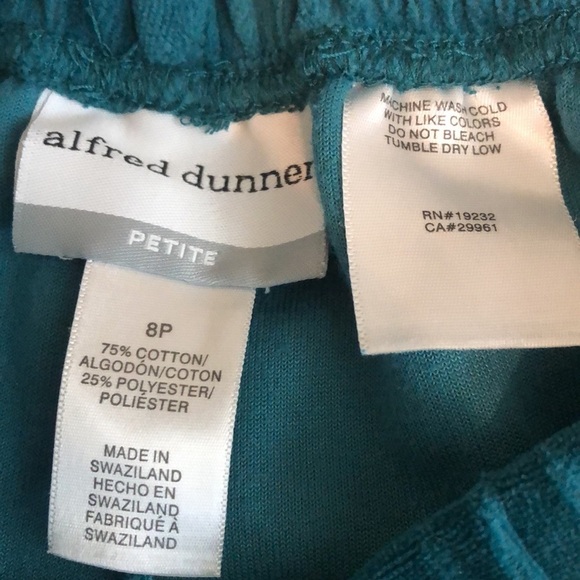 alfred dunner
PETITE
8P
75% COTTON/
ALGODÓN/COTON
25% POLYESTER/
POLIÉSTER
MADE IN
SWAZILAND
HECHO EN
SWAZILAND
FABRIQUÉ À
SWAZILAND
MACHINE WASH COLD
WITH LIKE COLORS
DO NOT BLEACH
TUMBLE DRY LOW
RN#19232
CA#29961